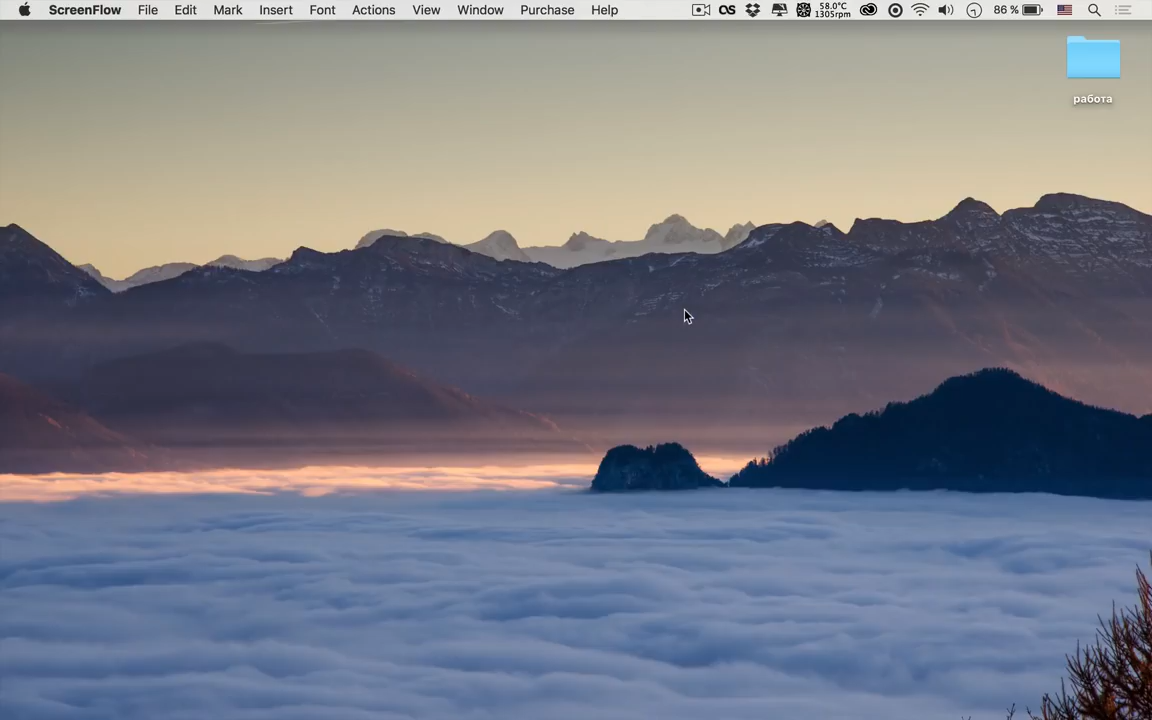 ScreenFlow File Edit Mark Insert Font Actions View Window Purchase Help 58.0°C 86 %
1305rpm
работа